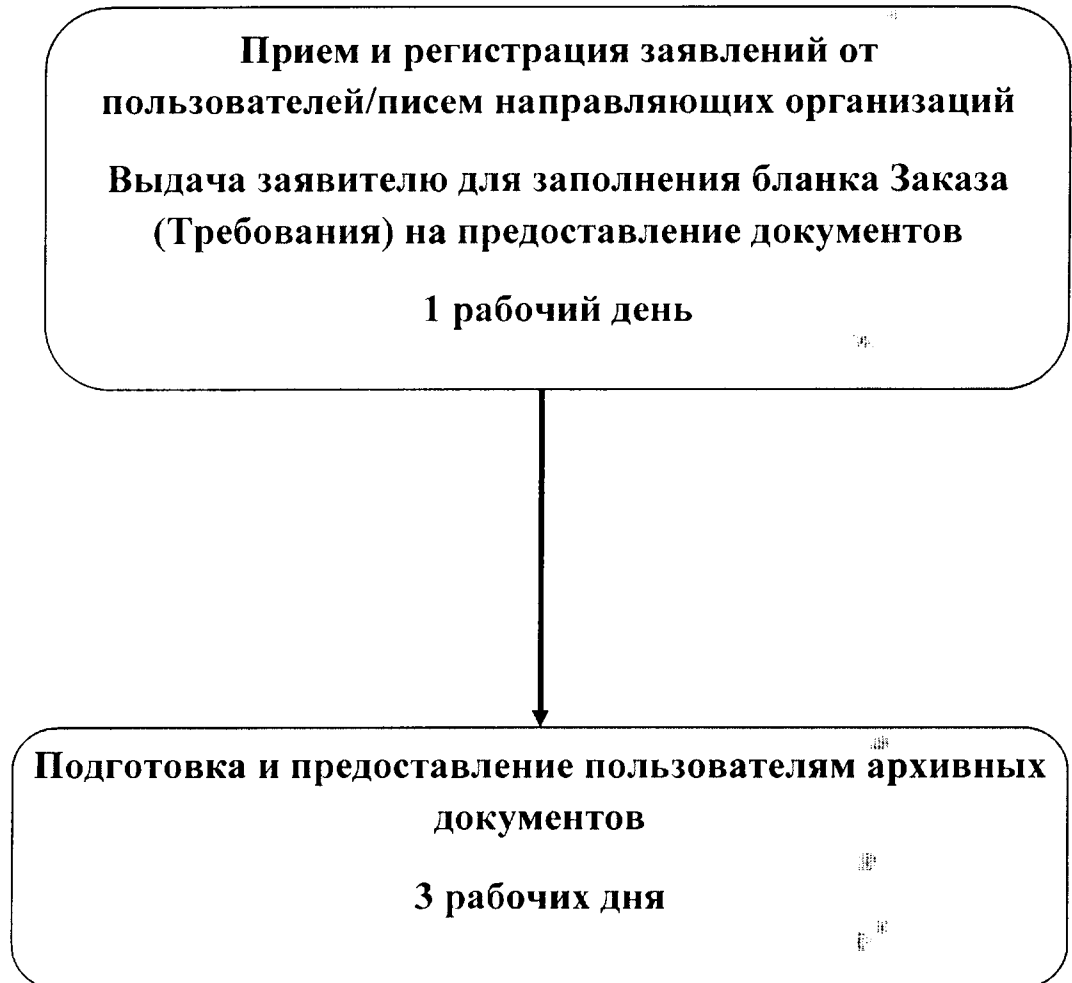 Прием и регистрация заявлений от
пользователей/писем направляющих организаций
Выдача заявителю для заполнения бланка Заказа
(Требования) на предоставление документов
1 рабочий день
Подготовка и предоставление пользователям архивных
документов
3 рабочих дня